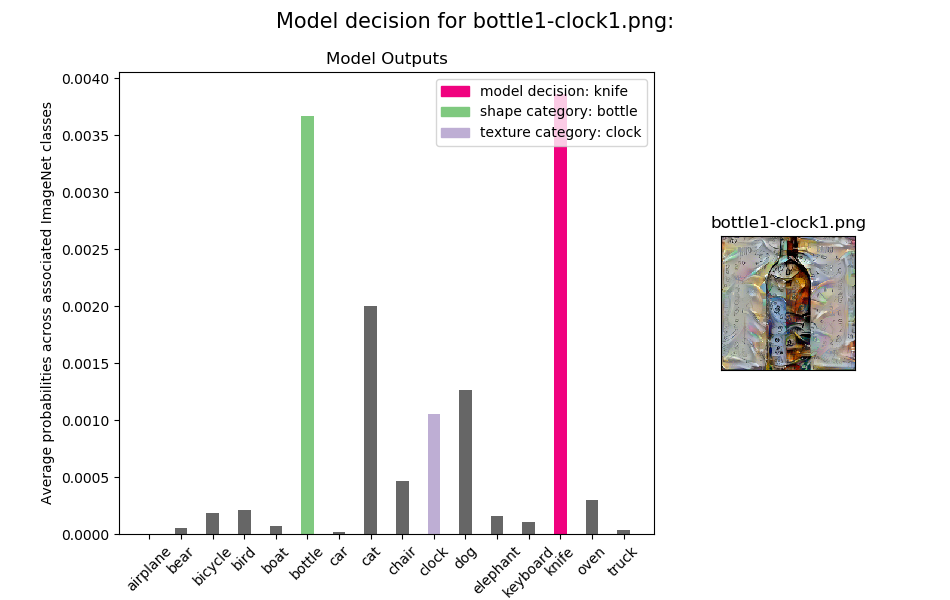 Model decision for bottle1-clock1.png:
Model Outputs
Average probabilities across associated ImageNet classes
0.0040
0.0035
0.0030
0.0025
0.0020
0.0015
0.0010
0.0005
0.0000
model decision: knife
shape category: bottle
texture category: clock
airplane
bear
bicycle
bird
boat
bottle
car
cat
chair
clock
dog
elephant
keyboard
knife
oven
truck
bottle1-clock1.png